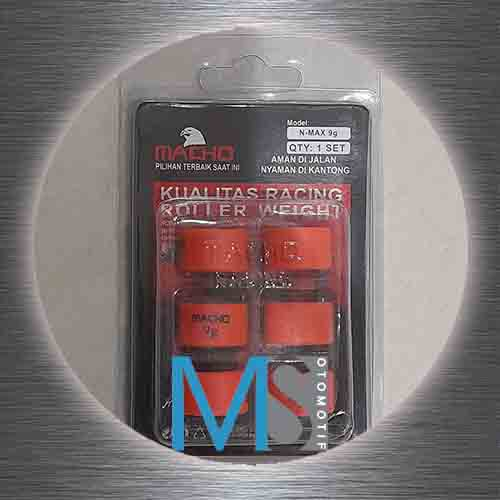 Model:
N-MAX 9g
QTY: 1 SET
MACHO
PILIHAN TERBAIK SAAT INI
AMAN DI JALAN
NYAMAN DI KANTONG
KUALITAS RACING
ROLLER WEIGHT
MACHO
MACHO
9g
MS
OTOMOTIF